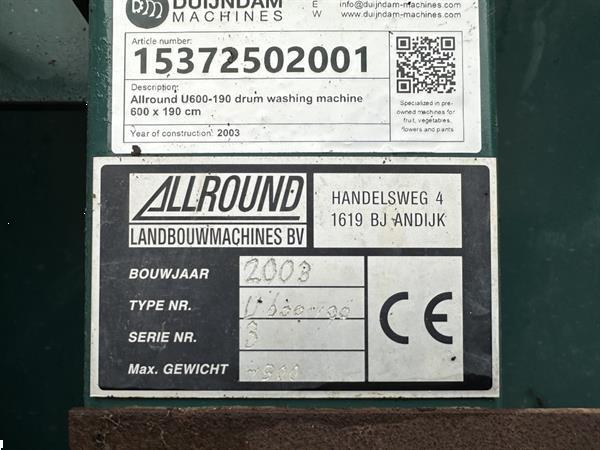 DUIJNDAM
MACHINES
E info@duijndam-machines.com
W www.duijndam-machines.com
Article number:
15372502001
Description:
Allround U600-190 drum washing machine
600 x 190 cm
Year of construction: 2003
Specialized in pre-
owned machines for
fruit, vegetables,
flowers and plants
ALLROUND
LANDBOUWMACHINES BV
HANDELSWEG 4
1619 BJ ANDIJK
BOUWJAAR 2003
TYPE NR.
SERIE NR. 3
Max. GEWICHT
CE